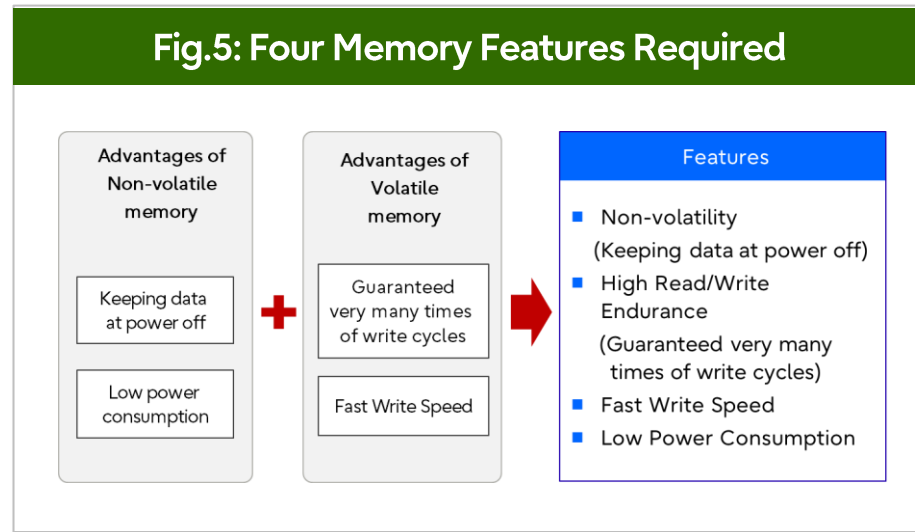 Fig.5: Four Memory Features Required
Advantages of
Non-volatile
memory
Keeping data
at power off
Low power
consumption
Advantages of
Volatile
memory
Guaranteed
very many times
of write cycles
Fast Write Speed
Features
Non-volatility
(Keeping data at power off)
High Read/Write
Endurance
(Guaranteed very many
times of write cycles)
Fast Write Speed
Low Power Consumption